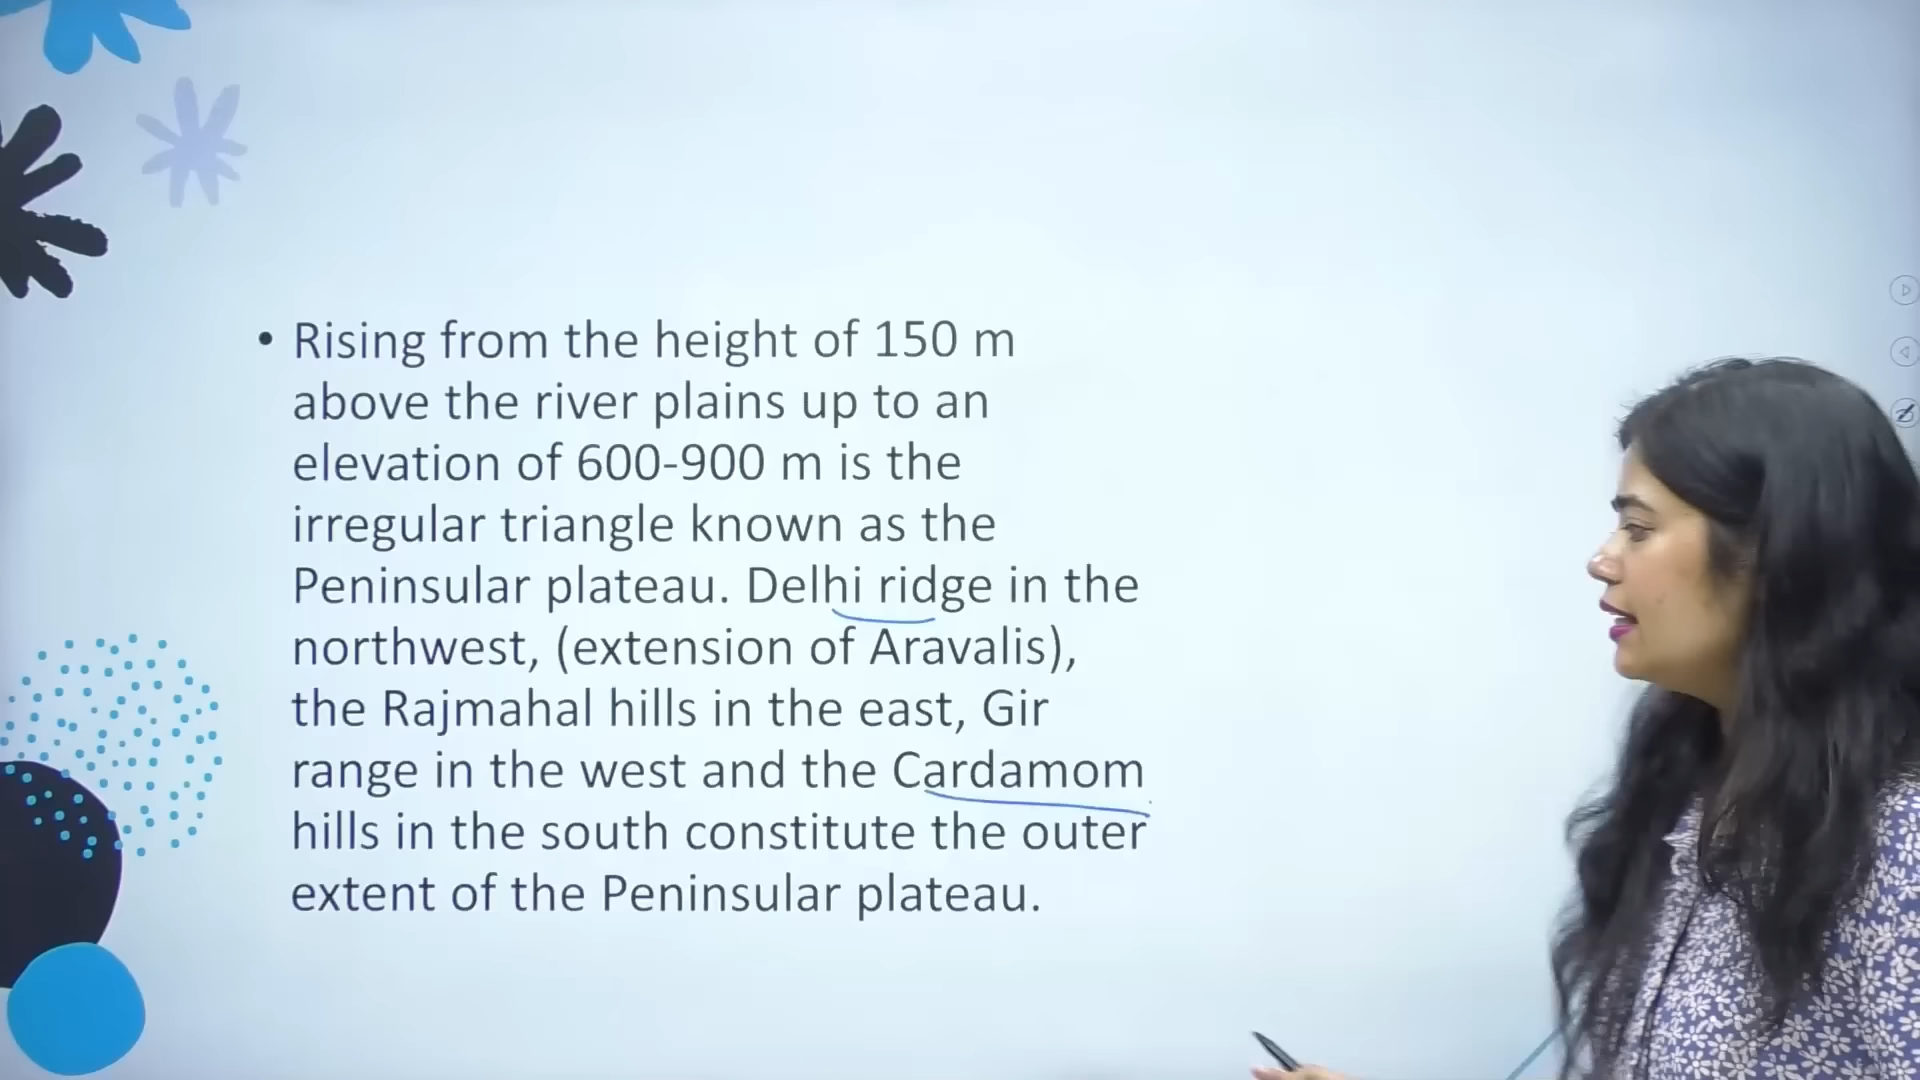 • Rising from the height of 150 m
above the river plains up to an
elevation of 600-900 m is the
irregular triangle known as the
Peninsular plateau. Delhi ridge in the
northwest, (extension of Aravalis),
the Rajmahal hills in the east, Gir
range in the west and the Cardamom
hills in the south constitute the outer
extent of the Peninsular plateau.